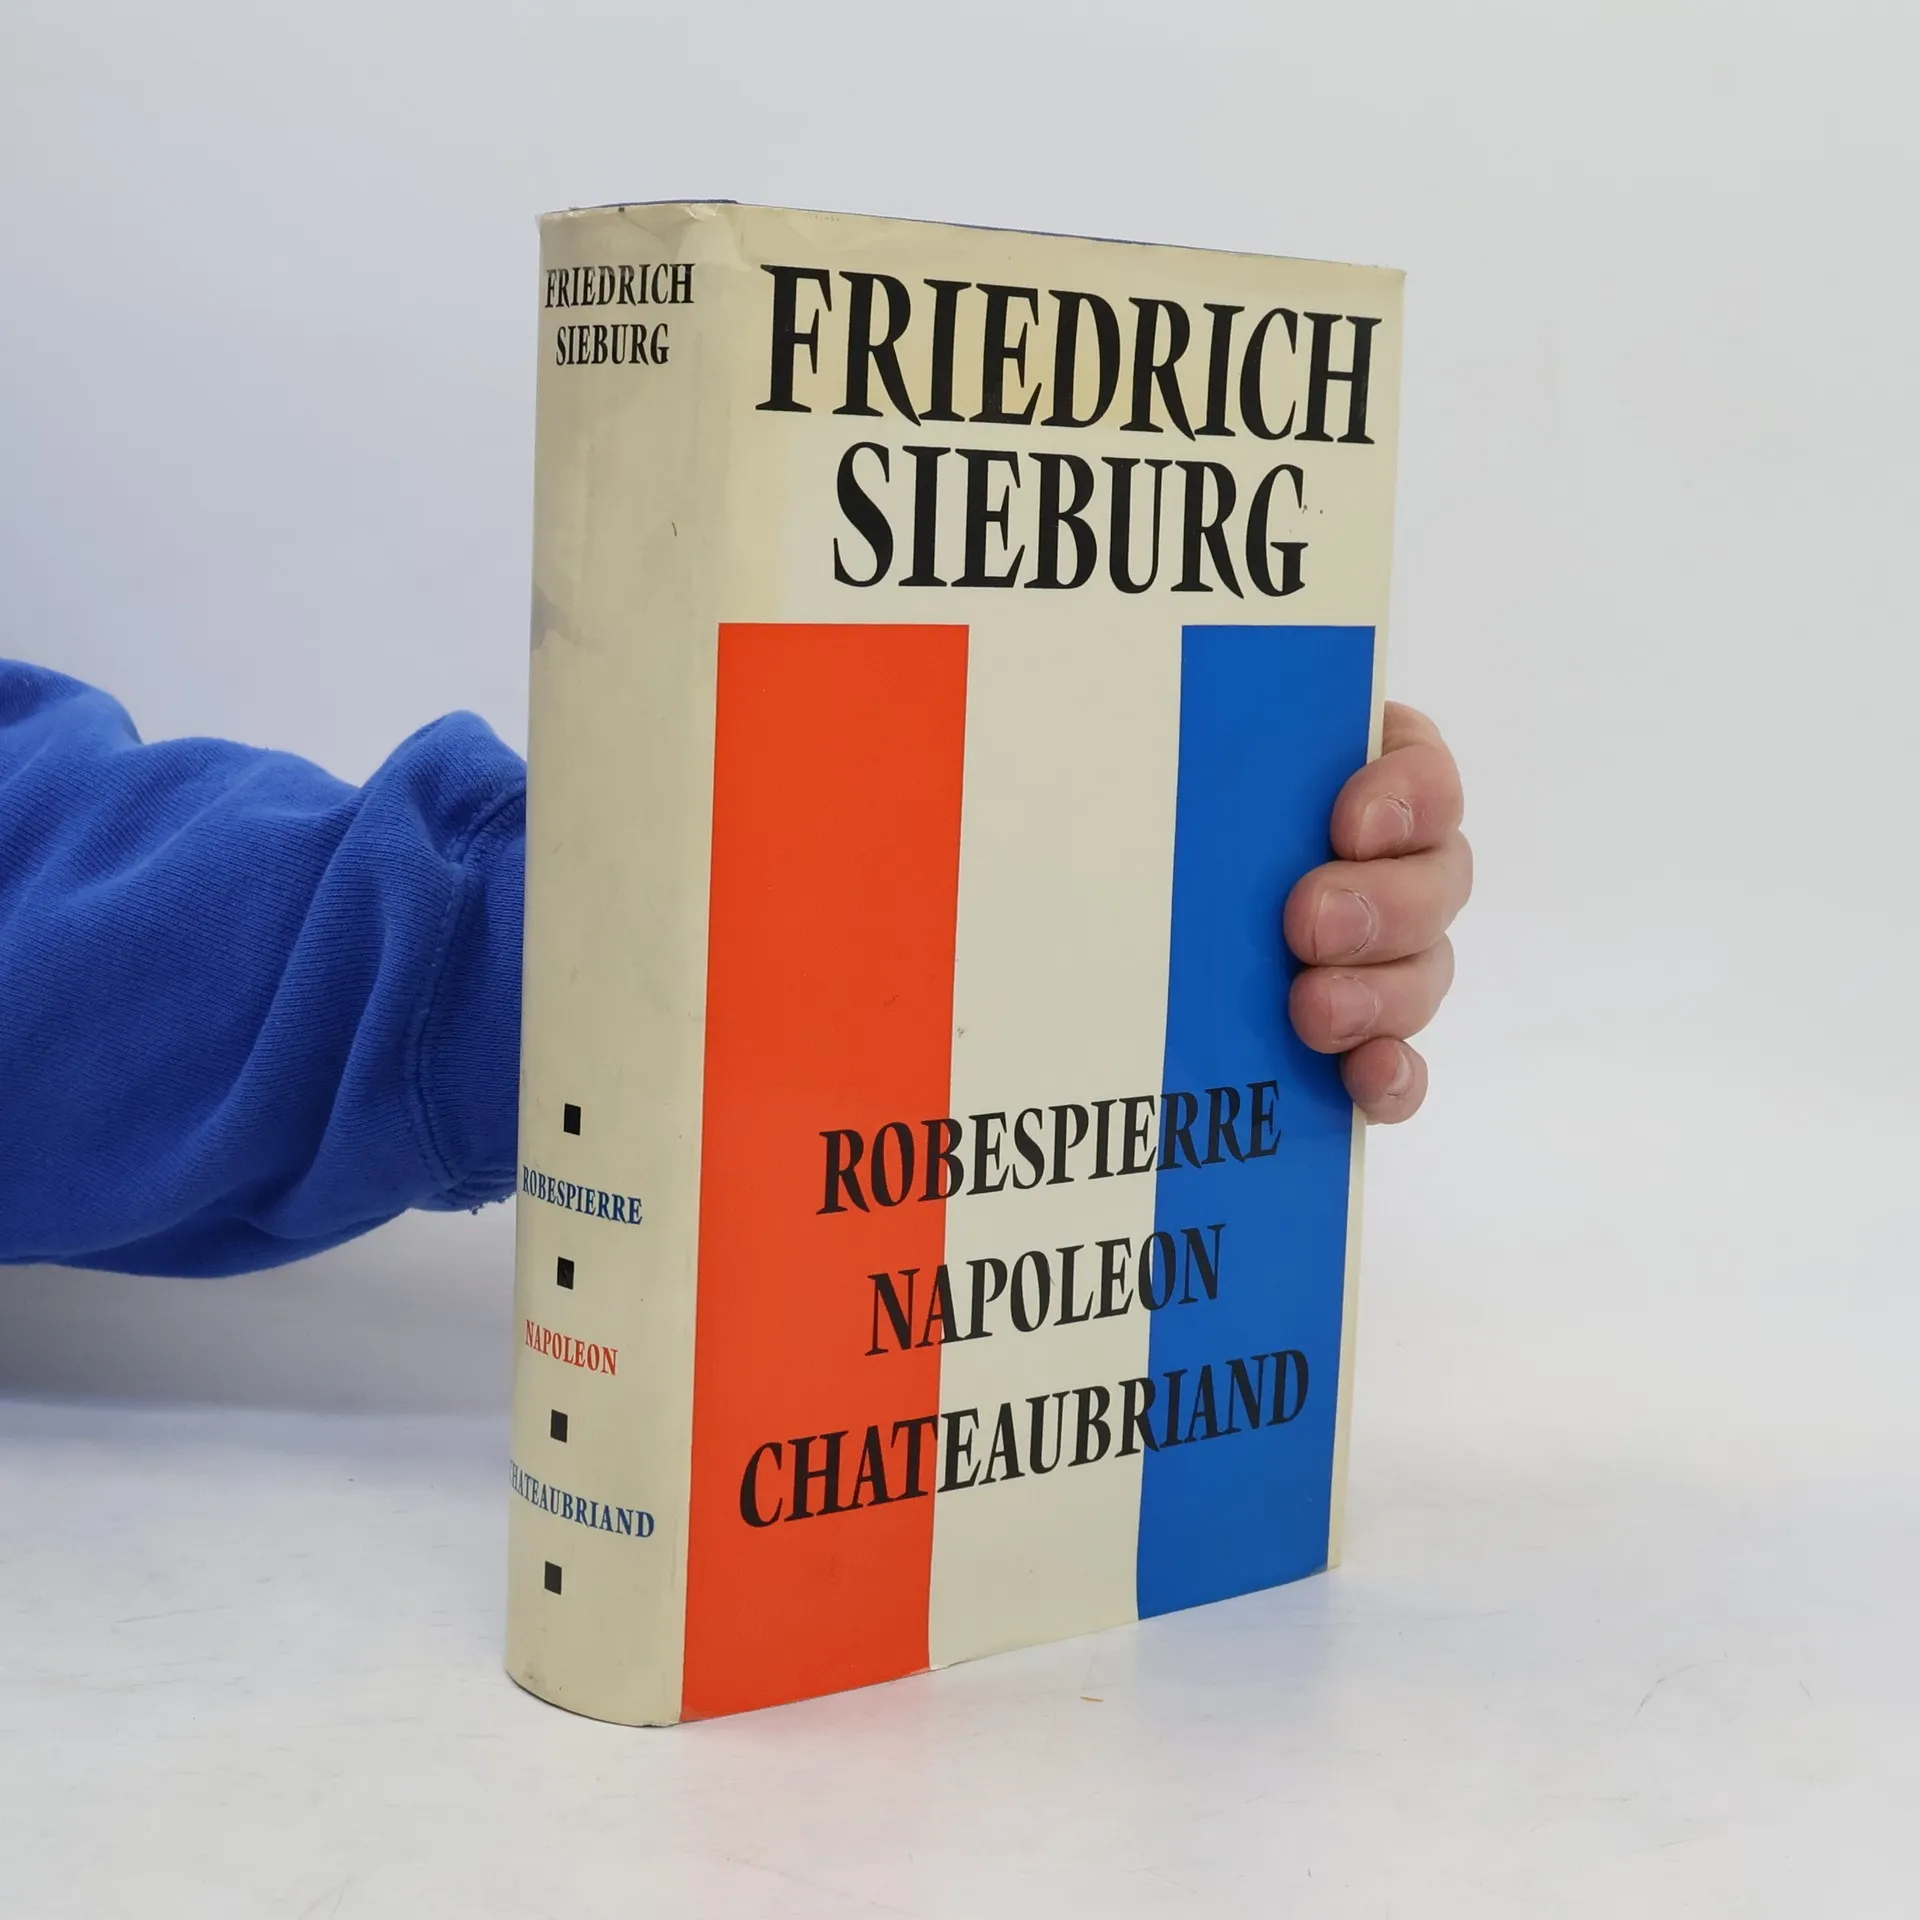 FRIEDRICH
SIEBURG
ROBESPIERRE
NAPOLEON
CHATEAUBRIAND
FRIEDRICH
SIEBURG
ROBESPIERRE
NAPOLEON
CHATEAUBRIAND